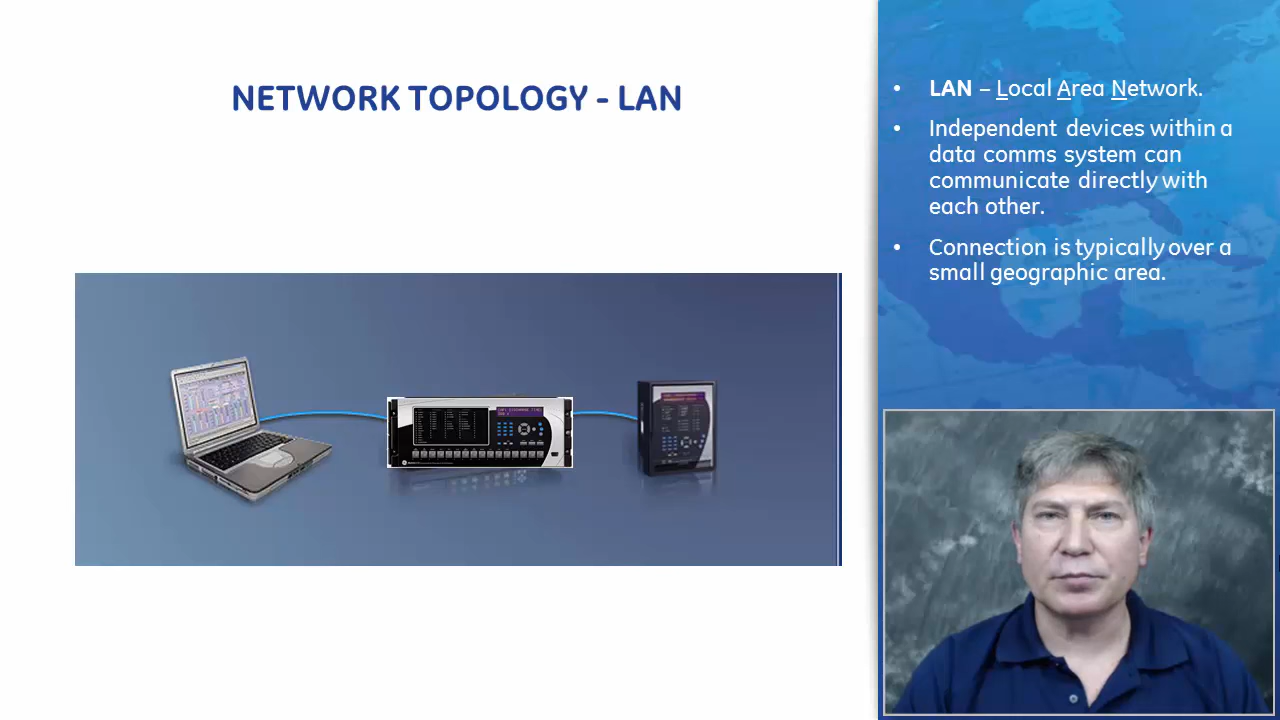 NETWORK TOPOLOGY - LAN
• LAN – Local Area Network.
• Independent devices within a
data comms system can
communicate directly with
each other.
• Connection is typically over a
small geographic area.